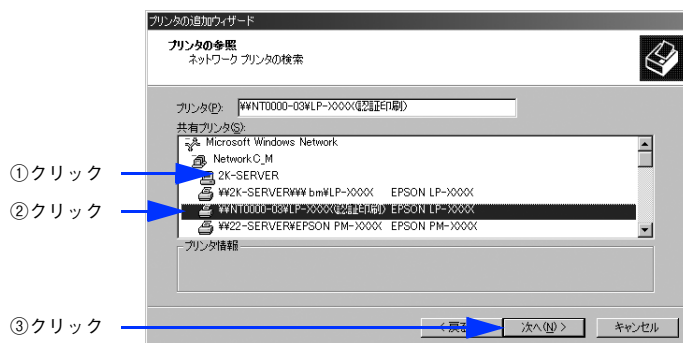 プリンタの追加ウィザード
プリンタの参照
ネットワーク プリンタの検索
プリンタ(P): ¥¥NT0000-03¥LP-XXXX(認証印刷)
共有プリンタ(S):
Microsoft Windows Network
Network.C_M
①クリック
2K-SERVER
¥¥2K-SERVER¥¥¥ bm¥LP-XXXX EPSON LP-XXXX
②クリック
¥¥NT0000-03¥LP-XXXX(認証印刷) EPSON LP-XXXX
¥¥22-SERVER¥EPSON PM-XXXX EPSON PM-XXXX
プリンタ情報
③クリック
< 戻 次へ(N) > キャンセル